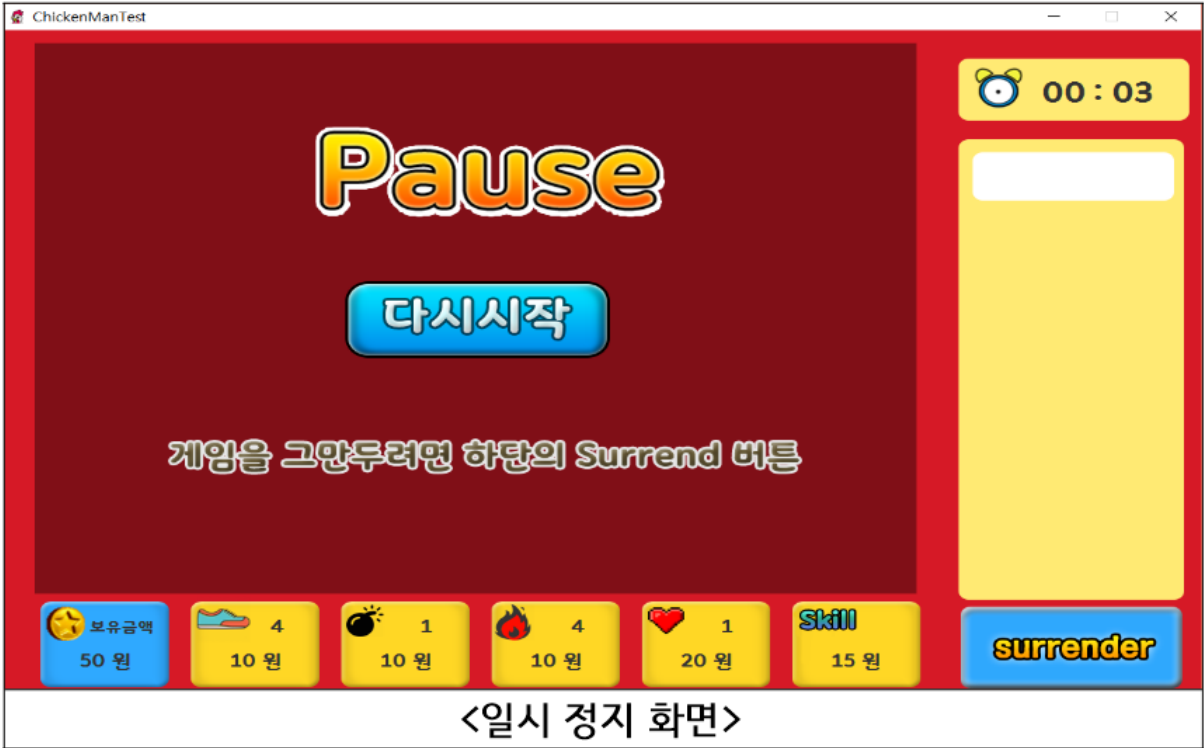 ChickenManTest
00 : 03
Pause
다시시작
게임을 그만두려면 하단의 Surrend 버튼
보유금액
50 원
4
10 원
1
10 원
4
10 원
1
20 원
Skill
15 원
surrender
<일시 정지 화면>